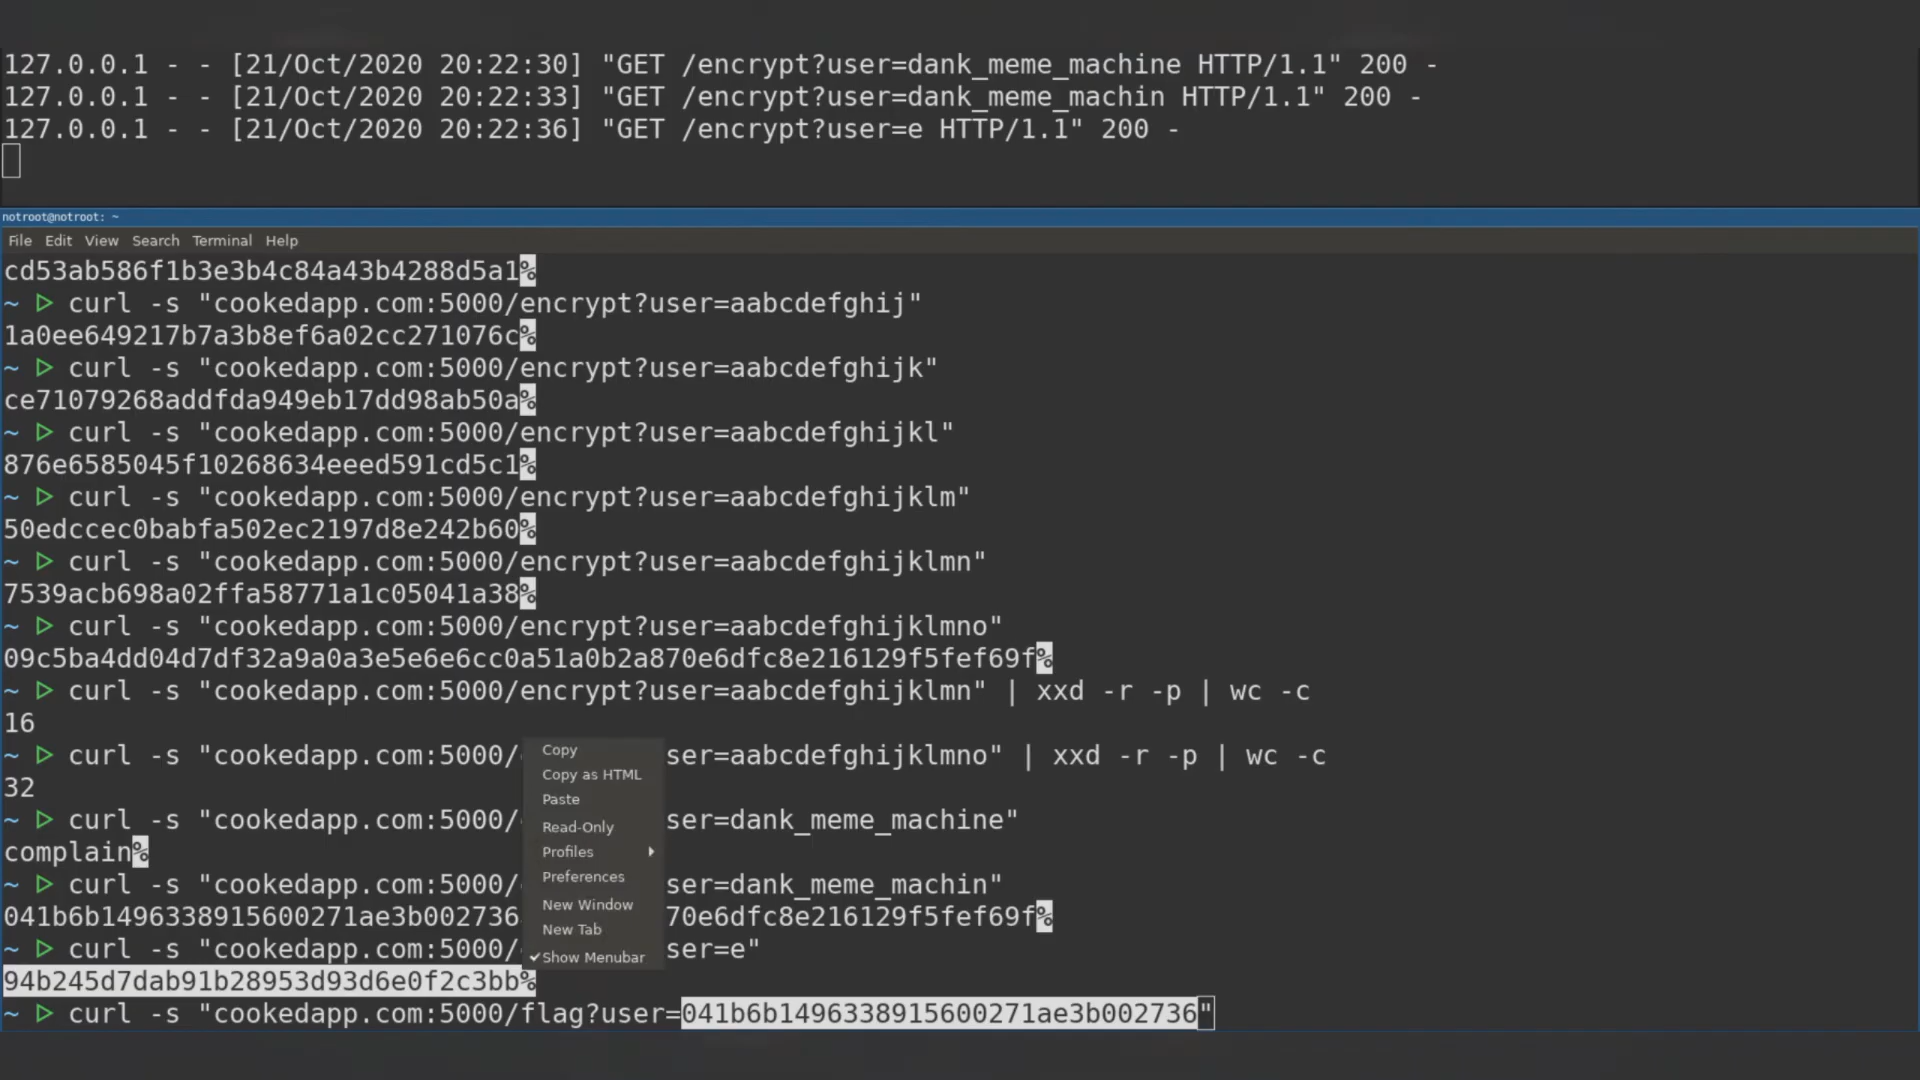 127.0.0.1 - - [21/Oct/2020 20:22:30] "GET /encrypt?user=dank_meme_machine HTTP/1.1" 200 -
127.0.0.1 - - [21/Oct/2020 20:22:33] "GET /encrypt?user=dank_meme_machin HTTP/1.1" 200 -
127.0.0.1 - - [21/Oct/2020 20:22:36] "GET /encrypt?user=e HTTP/1.1" 200 -
notroot@notroot: ~
File Edit View Search Terminal Help
cd53ab586f1b3e3b4c84a43b4288d5a1%
~ ▷ curl -s "cookedapp.com:5000/encrypt?user=aabcdefghij"
1a0ee649217b7a3b8ef6a02cc271076c%
~ ▷ curl -s "cookedapp.com:5000/encrypt?user=aabcdefghijk"
ce71079268addfda949eb17dd98ab50a%
~ ▷ curl -s "cookedapp.com:5000/encrypt?user=aabcdefghijkl"
876e6585045f10268634eeed591cd5c1%
~ ▷ curl -s "cookedapp.com:5000/encrypt?user=aabcdefghijklm"
50edccec0babfa502ec2197d8e242b60%
~ ▷ curl -s "cookedapp.com:5000/encrypt?user=aabcdefghijklmn"
7539acb698a02ffa58771a1c05041a38%
~ ▷ curl -s "cookedapp.com:5000/encrypt?user=aabcdefghijklmno"
09c5ba4dd04d7df32a9a0a3e5e6e6cc0a51a0b2a870e6dfc8e216129f5fef69f%
~ ▷ curl -s "cookedapp.com:5000/encrypt?user=aabcdefghijklmn" | xxd -r -p | wc -c
16
~ ▷ curl -s "cookedapp.com:5000/ ser=aabcdefghijklmno" | xxd -r -p | wc -c
32
~ ▷ curl -s "cookedapp.com:5000/ ser=dank_meme_machine"
complain%
~ ▷ curl -s "cookedapp.com:5000/ ser=dank_meme_machin"
041b6b1496338915600271ae3b002736 70e6dfc8e216129f5fef69f%
~ ▷ curl -s "cookedapp.com:5000/ ser=e"
94b245d7dab91b28953d93d6e0f2c3bb%
~ ▷ curl -s "cookedapp.com:5000/flag?user=041b6b1496338915600271ae3b002736"
Copy
Copy as HTML
Paste
Read-Only
Profiles
Preferences
New Window
New Tab
✔Show Menubar